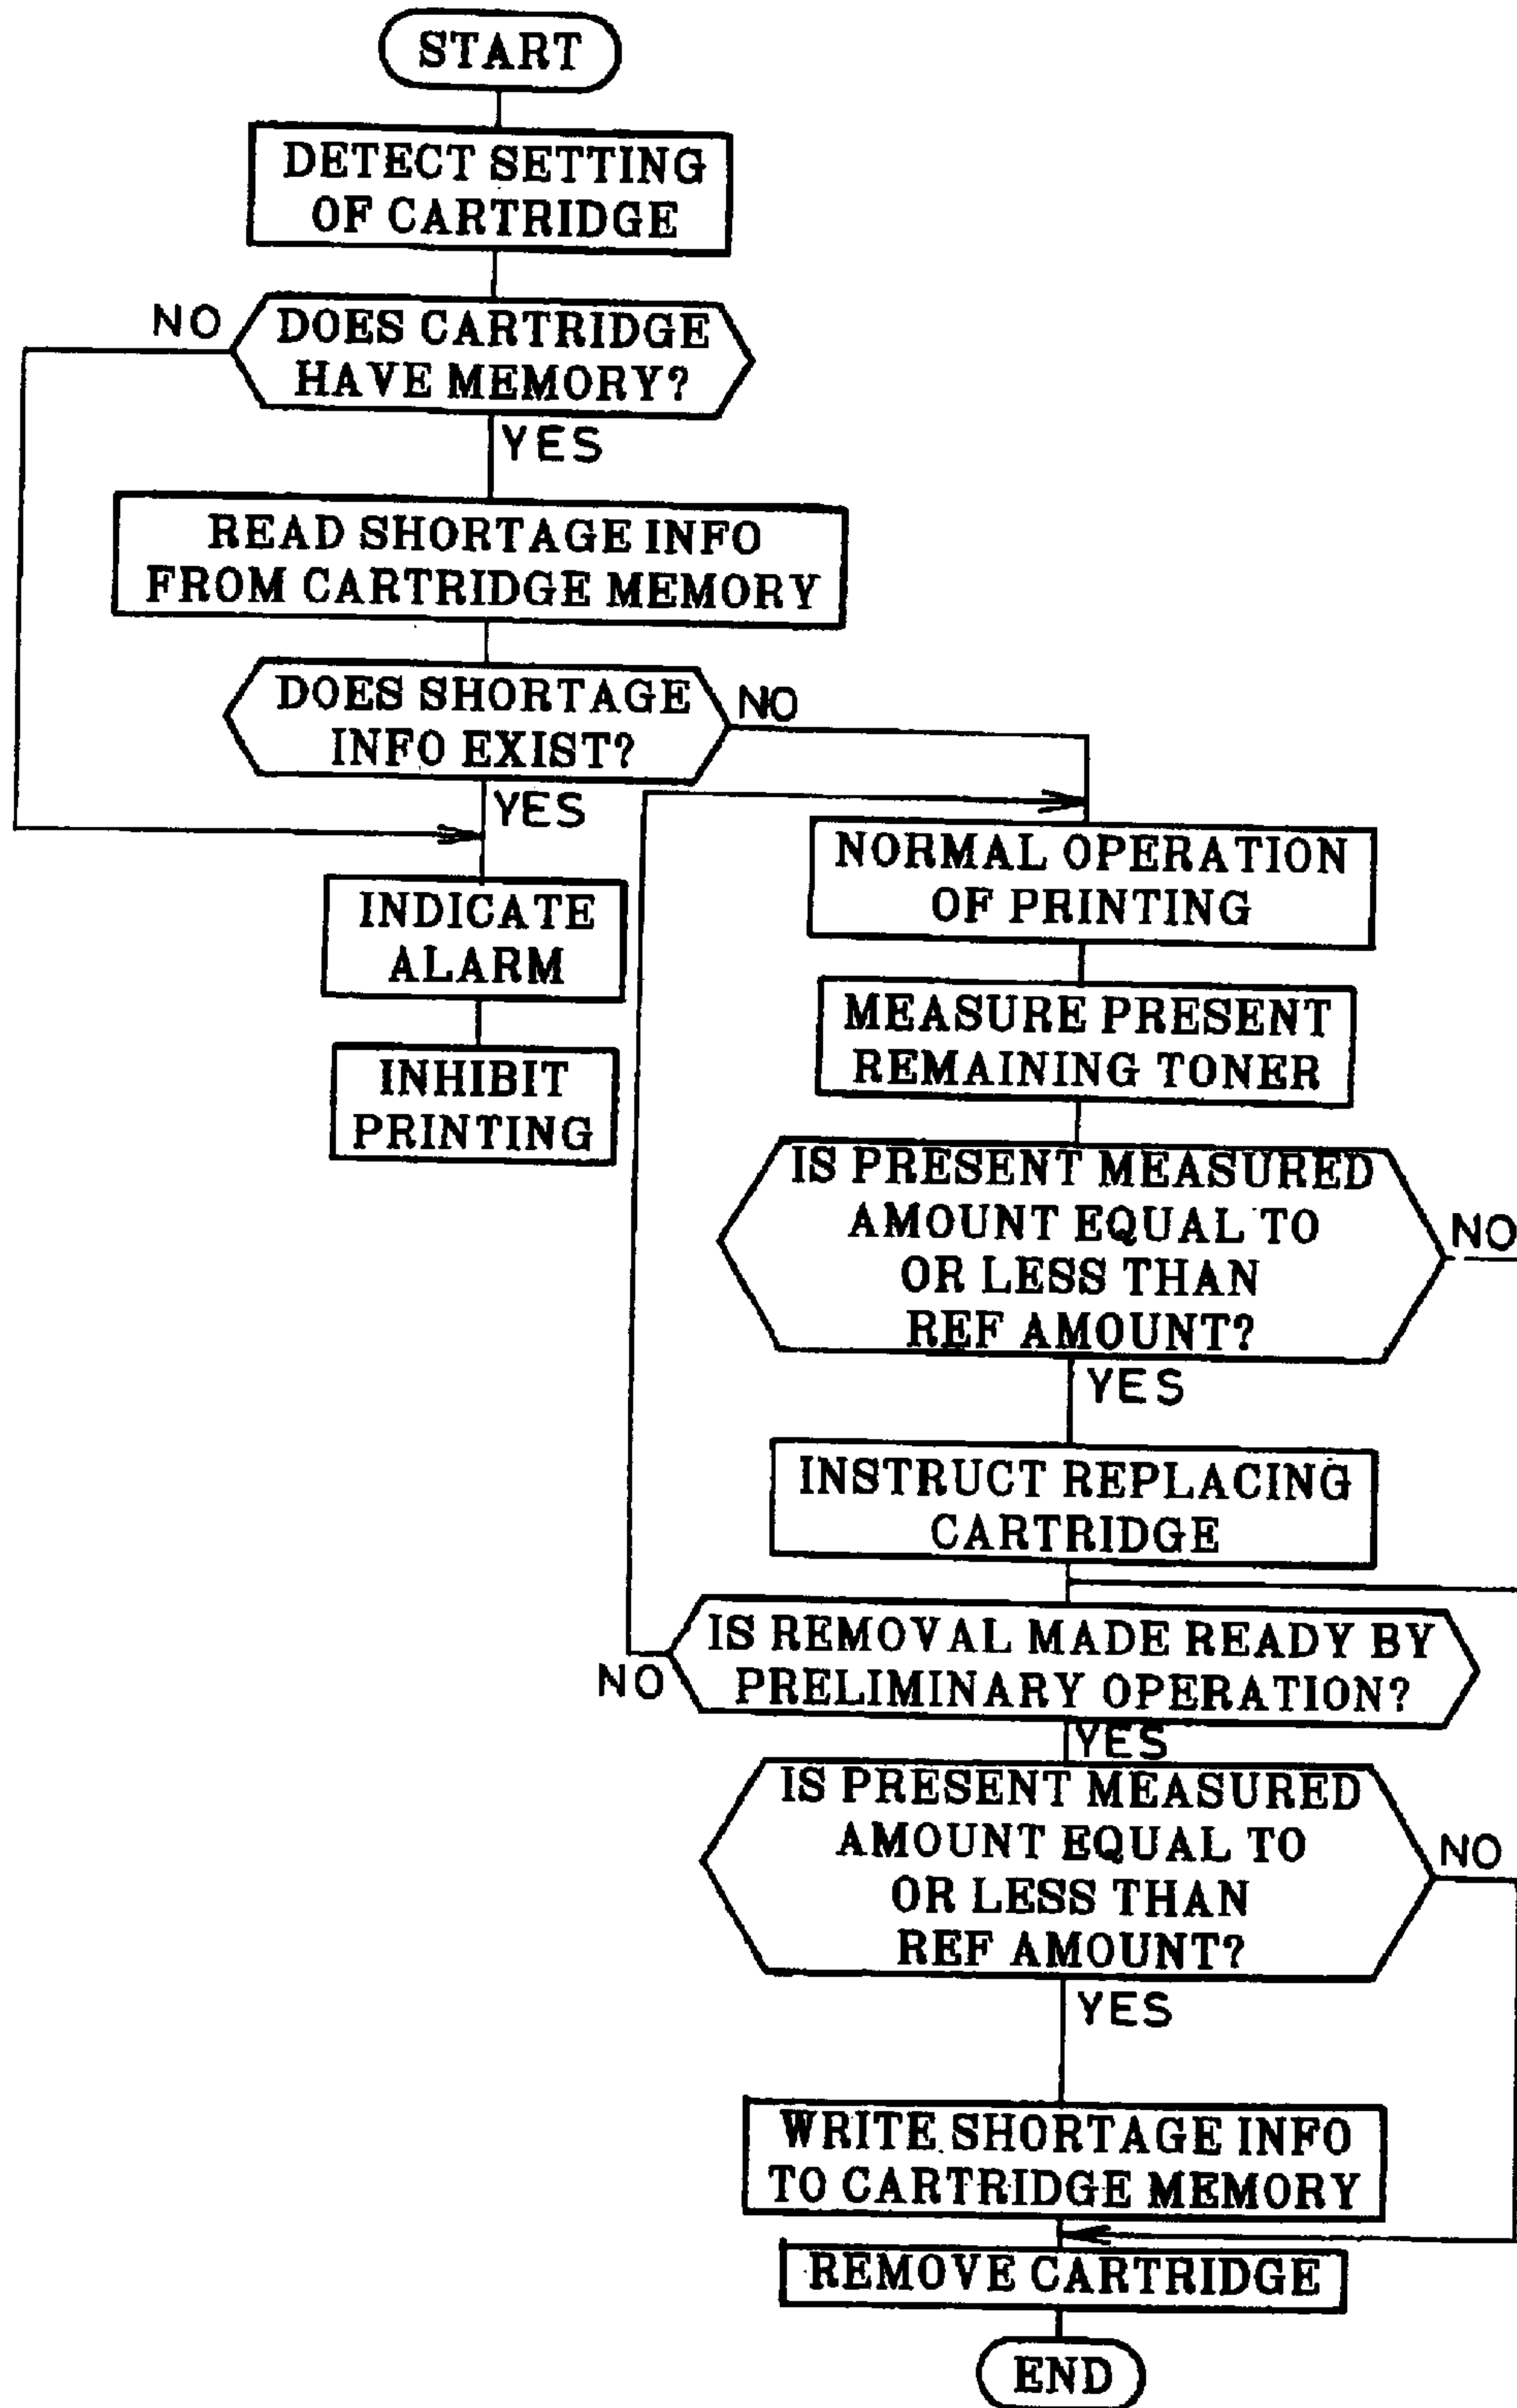 START
DETECT SETTING
OF CARTRIDGE
NO
DOES CARTRIDGE
HAVE MEMORY?
YES
READ SHORTAGE INFO
FROM CARTRIDGE MEMORY
DOES SHORTAGE
INFO EXIST?
NO
YES
INDICATE
ALARM
INHIBIT
PRINTING
NORMAL OPERATION
OF PRINTING
MEASURE PRESENT
REMAINING TONER
IS PRESENT MEASURED
AMOUNT EQUAL TO
OR LESS THAN
REF AMOUNT?
NO
YES
INSTRUCT REPLACING
CARTRIDGE
IS REMOVAL MADE READY BY
PRELIMINARY OPERATION?
NO
YES
IS PRESENT MEASURED
AMOUNT EQUAL TO
OR LESS THAN
REF AMOUNT?
NO
YES
WRITE SHORTAGE INFO
TO CARTRIDGE MEMORY
REMOVE CARTRIDGE
END